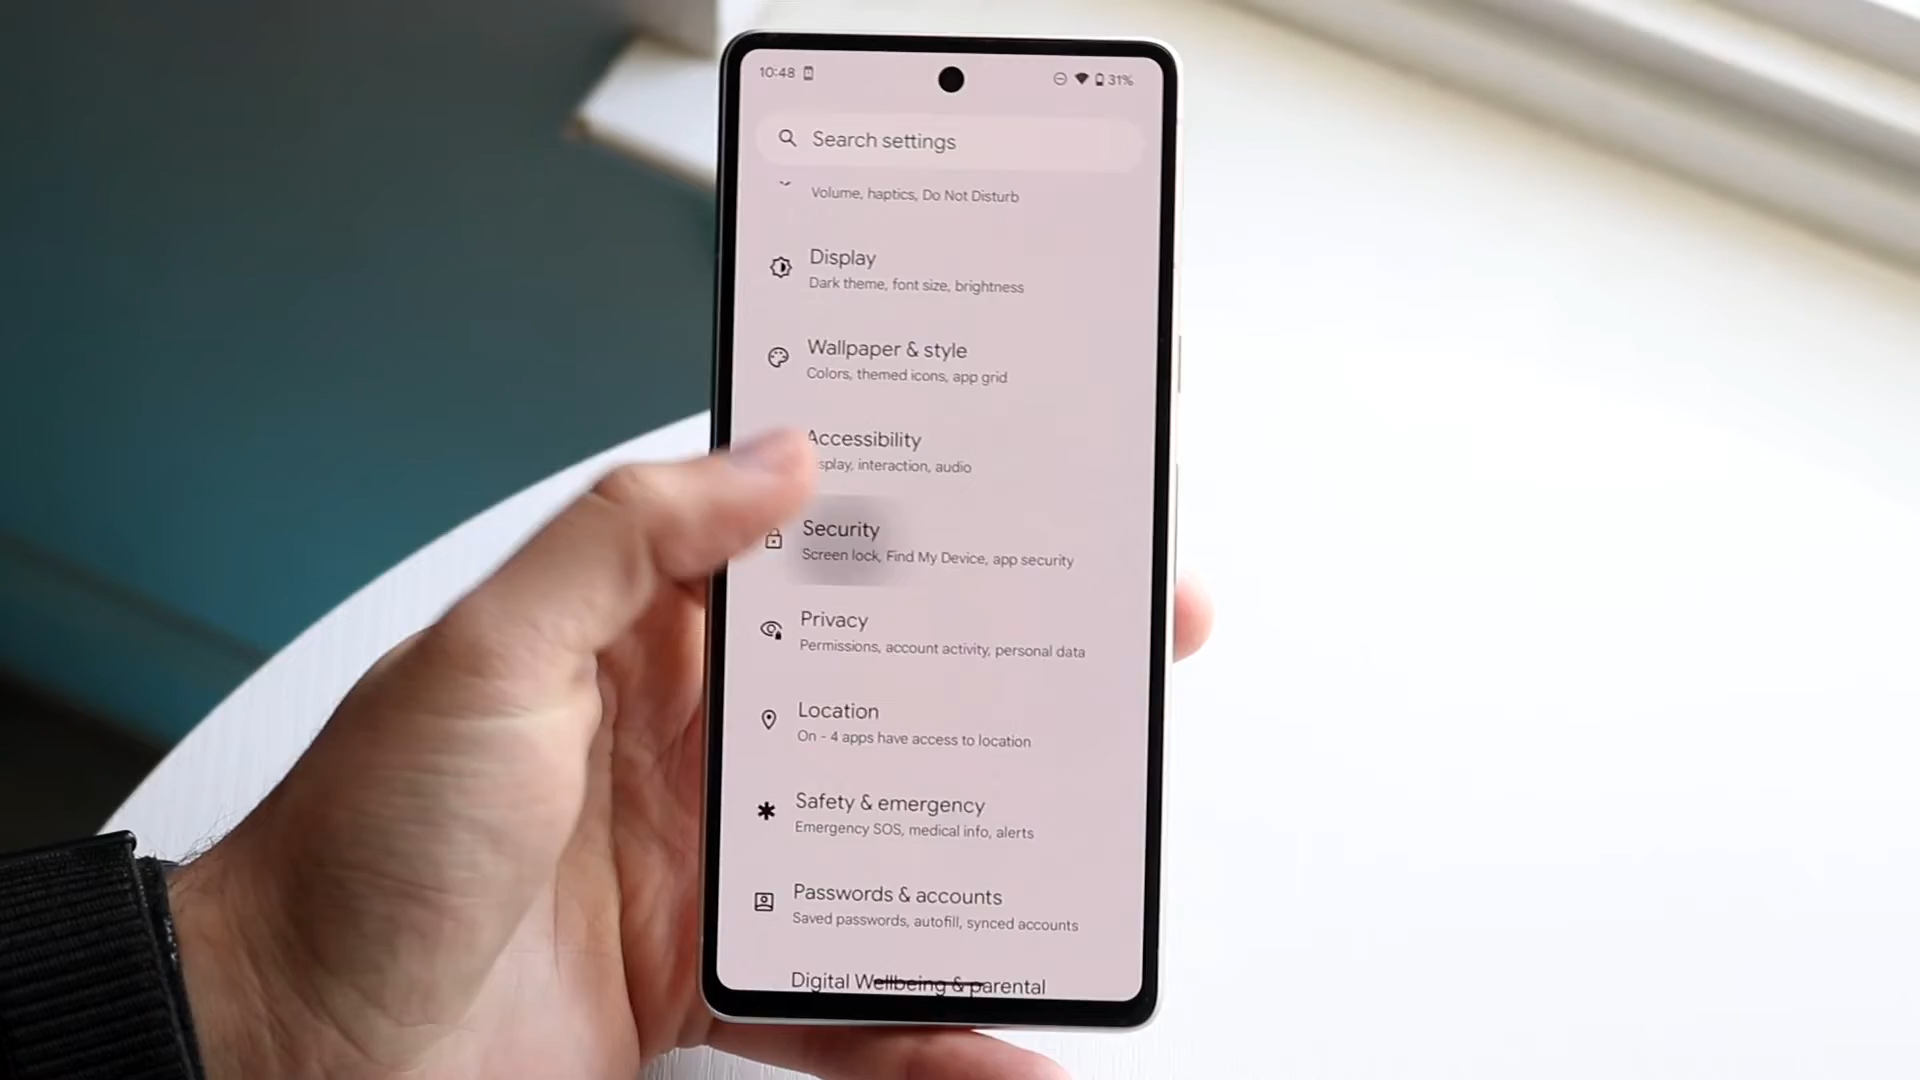 10:48
31%
Search settings
Volume, haptics, Do Not Disturb
Display
Dark theme, font size, brightness
Wallpaper & style
Colors, themed icons, app grid
Accessibility
splay, interaction, audio
Security
Screen lock, Find My Device, app security
Privacy
Permissions, account activity, personal data
Location
On - 4 apps have access to location
Safety & emergency
Emergency SOS, medical info, alerts
Passwords & accounts
Saved passwords, autofill, synced accounts
Digital Wellbeing & parental